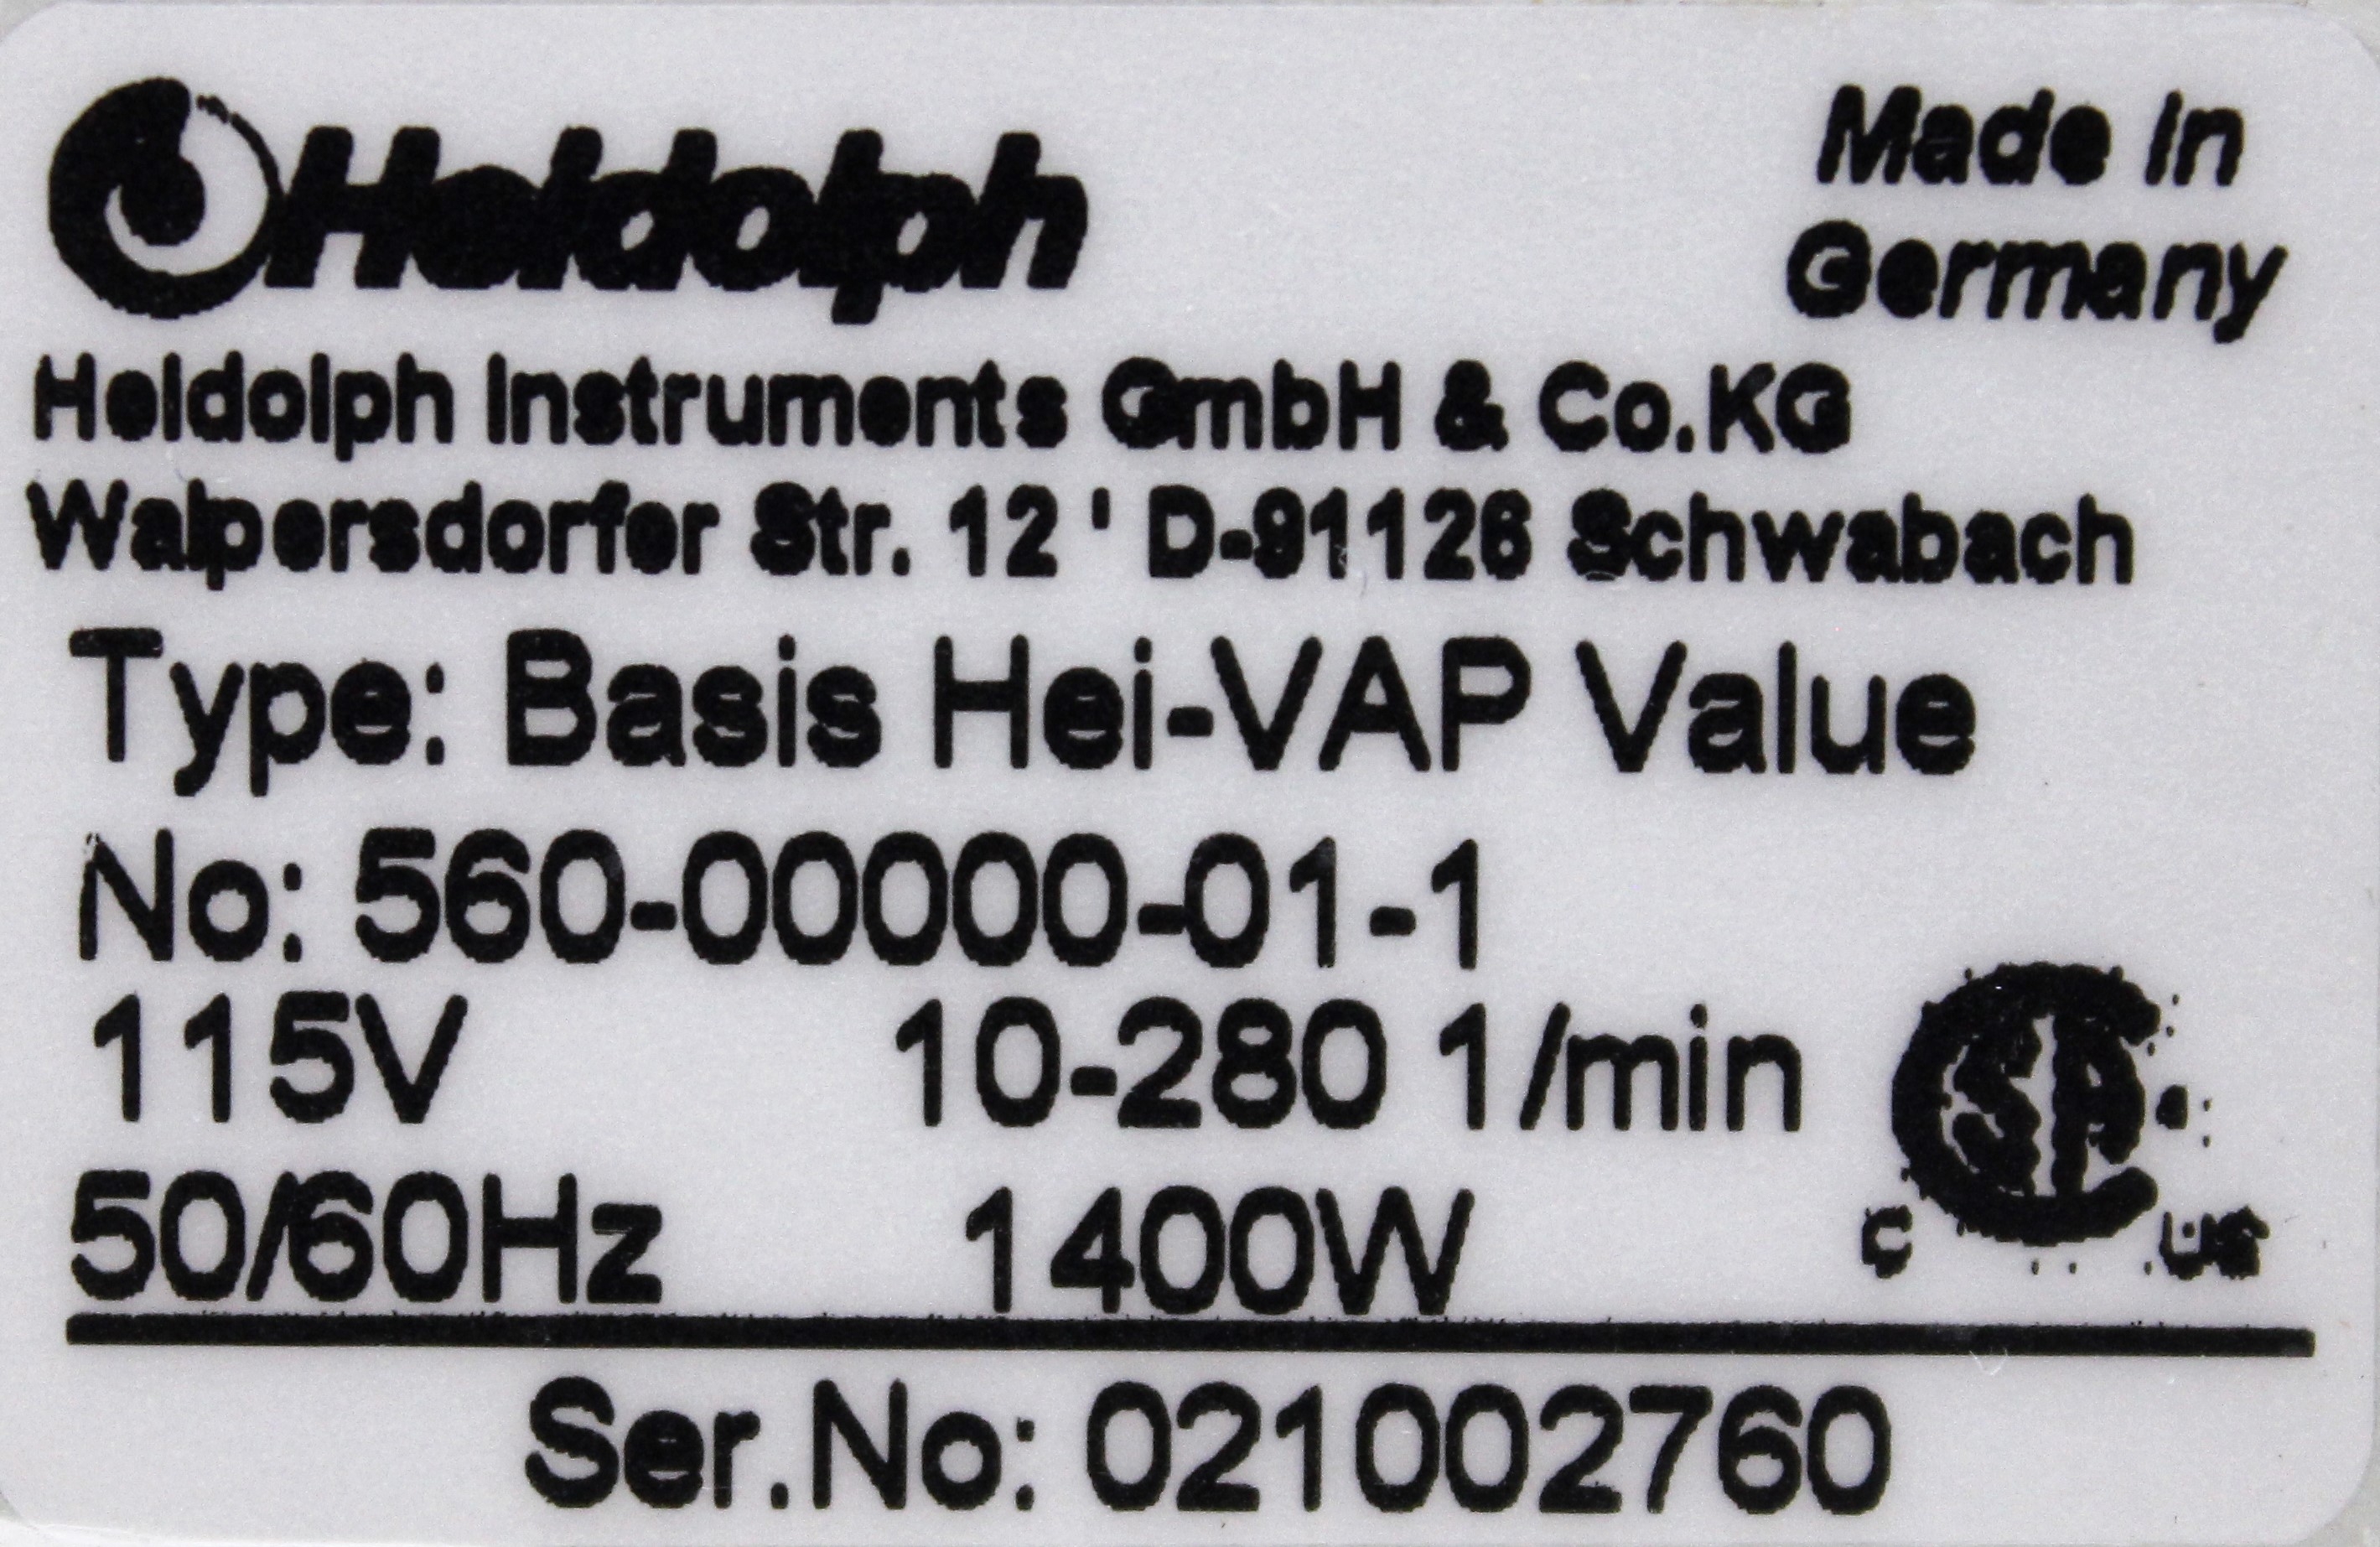 Heidolph
Made in
Germany
Heidolph Instruments GmbH & Co.KG
Walpersdorfer Str. 12 ' D-91126 Schwabach
Type: Basis Hei-VAP Value
No: 560-00000-01-1
115V 10-280 1/min
50/60Hz 1400W
C SA US
Ser.No: 021002760